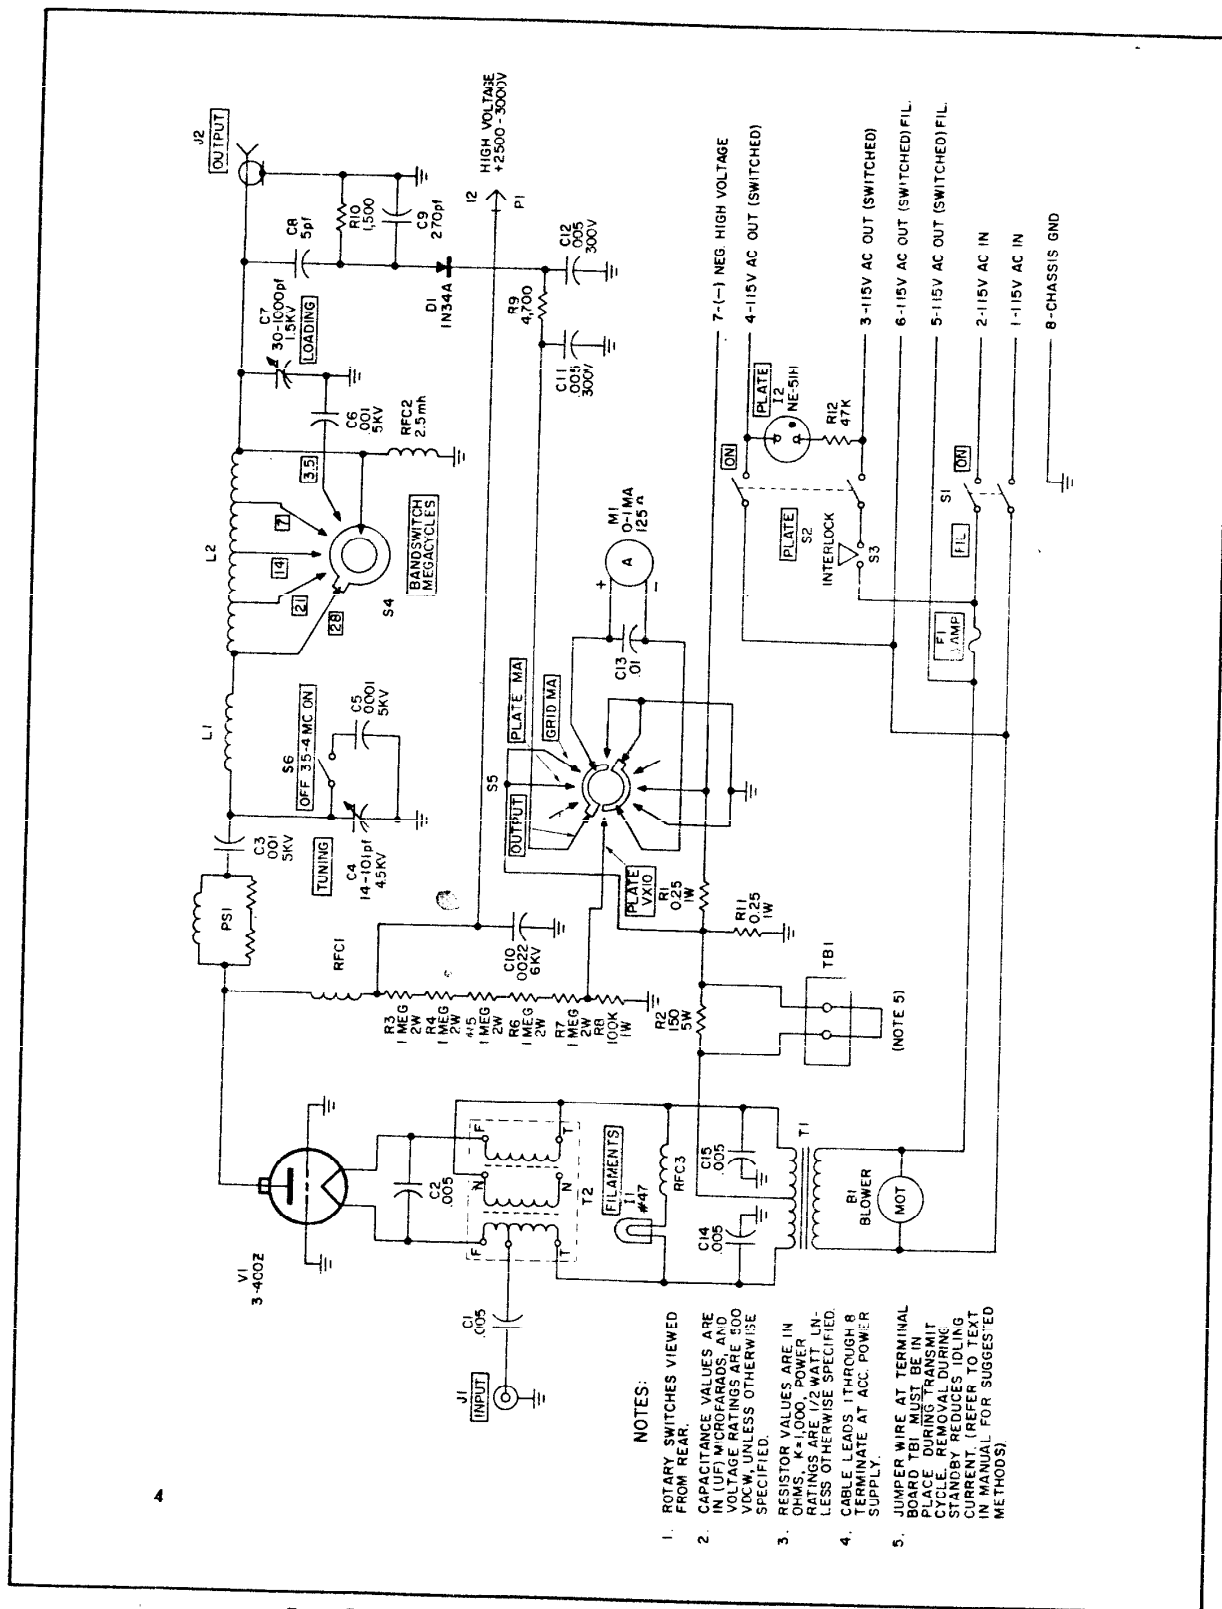 4
J2
OUTPUT
C8
5pf
R10
1,500
C9
270pf
12
P1
HIGH VOLTAGE
+2500-3000V
C7
30-1000pf
1.5KV
LOADING
D1
1N34A
R9
4,700
C12
.005
300V
C11
.005
300V
C6
.001
5KV
RFC2
2.5mh
L2
3.5
7
14
21
28
S4
BANDSWITCH
MEGACYCLES
L1
S6
OFF 3.5-4 MC ON
C5
.0001
5KV
TUNING
C4
14-101pf
4.5KV
C3
.001
5KV
PS1
RFC1
C10
.0022
6KV
R3
1 MEG
2W
R4
1 MEG
2W
R5
1 MEG
2W
R6
1 MEG
2W
R7
1 MEG
2W
R8
100K
1W
S5
OUTPUT
PLATE MA
GRID MA
PLATE
VX10
C13
.01
M1
0-1 MA
125 Ω
A
+
-
R1
0.25
1W
R11
0.25
1W
R2
150
5W
TB1
(NOTE 5)
7-(-) NEG. HIGH VOLTAGE
4-115V AC OUT (SWITCHED)
3-115V AC OUT (SWITCHED)
6-115V AC OUT (SWITCHED) FIL.
5-115V AC OUT (SWITCHED) FIL.
2-115V AC IN
1-115V AC IN
8-CHASSIS GND
ON
PLATE
I2
NE-51H
R12
47K
PLATE
S2
INTERLOCK
S3
ON
S1
FIL
F1
AMP
V1
3-400Z
C2
.005
F
F
N
N
T
T
T2
C1
.005
J1
INPUT
FILAMENTS
I1
#47
RFC3
C15
.005
C14
.005
T1
B1
BLOWER
MOT
NOTES:
1. ROTARY SWITCHES VIEWED
FROM REAR.
2. CAPACITANCE VALUES ARE
IN (UF) MICROFARADS, AND
VOLTAGE RATINGS ARE 500
VDCW, UNLESS OTHERWISE
SPECIFIED.
3. RESISTOR VALUES ARE IN
OHMS, K=1,000, POWER
RATINGS ARE 1/2 WATT UN-
LESS OTHERWISE SPECIFIED.
4. CABLE LEADS 1 THROUGH 8
TERMINATE AT ACC. POWER
SUPPLY.
5. JUMPER WIRE AT TERMINAL
BOARD TB1 MUST BE IN
PLACE DURING TRANSMIT
CYCLE. REMOVAL DURING
STANDBY REDUCES IDLING
CURRENT. (REFER TO TEXT
IN MANUAL FOR SUGGESTED
METHODS).